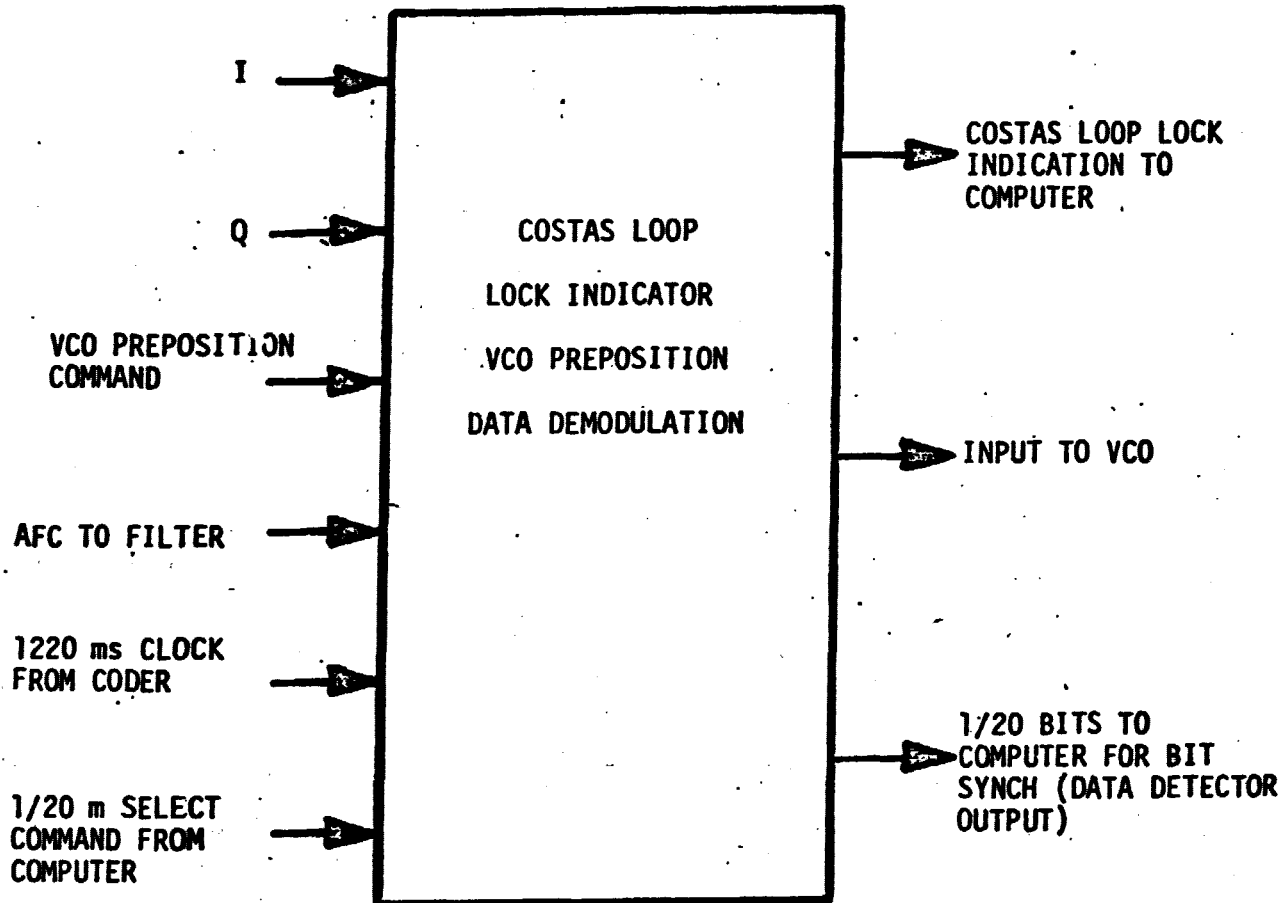 I
Q
VCO PREPOSITION
COMMAND
AFC TO FILTER
1220 ms CLOCK
FROM CODER
1/20 m SELECT
COMMAND FROM
COMPUTER
COSTAS LOOP
LOCK INDICATOR
VCO PREPOSITION
DATA DEMODULATION
COSTAS LOOP LOCK
INDICATION TO
COMPUTER
INPUT TO VCO
1/20 BITS TO
COMPUTER FOR BIT
SYNCH (DATA DETECTOR
OUTPUT)